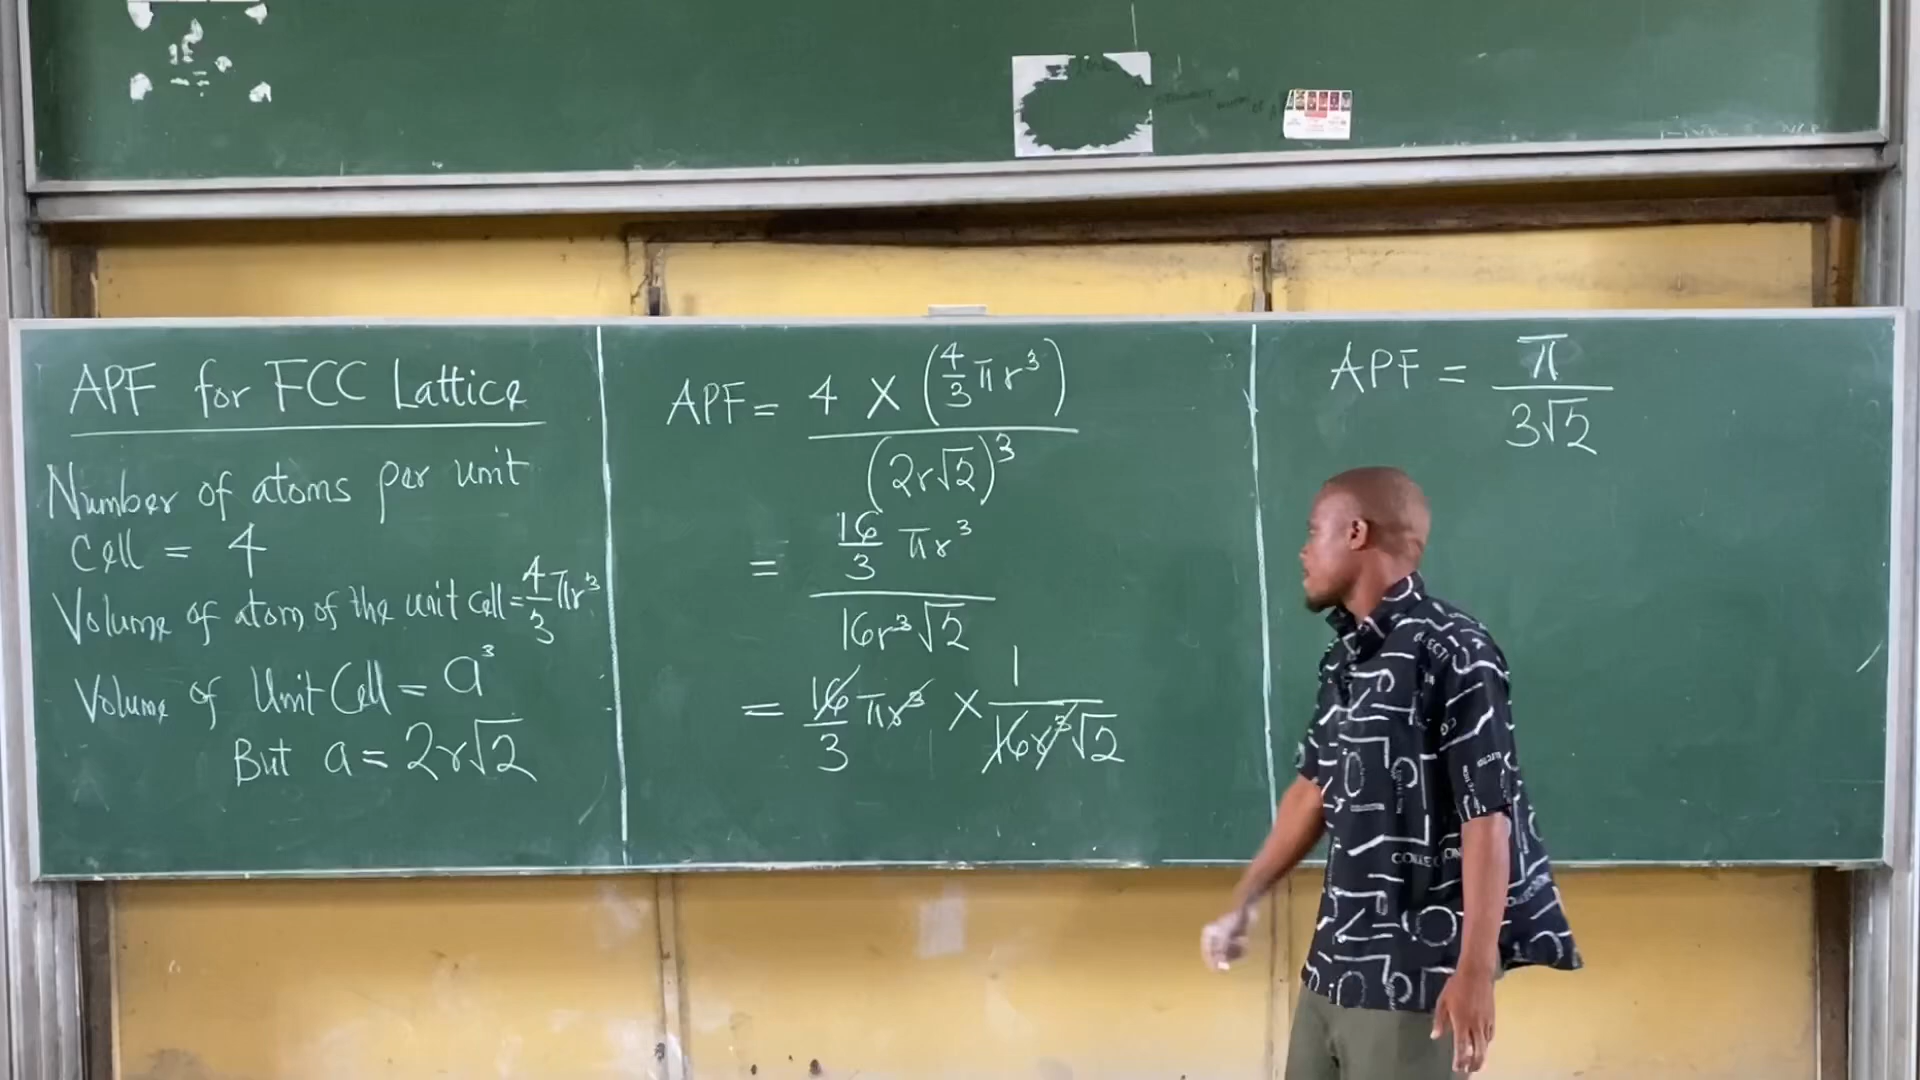 APF for FCC Lattice
Number of atoms per unit
Cell = 4
Volume of atom of the unit cell = 4/3 πr³
Volume of Unit Cell = a³
But a = 2r√2
APF = 4 × (4/3 πr³)
(2r√2)³
= 16/3 πr³
16r³√2
= 16/3 πr³ × 1/16r³√2
APF = π/3√2